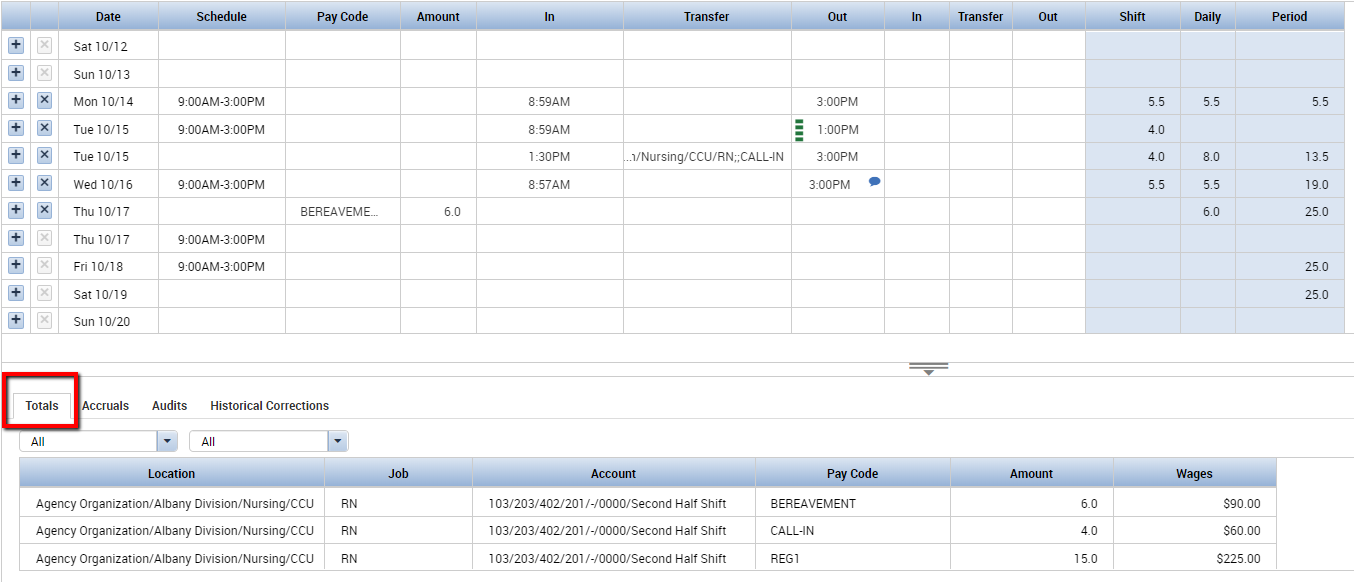 Date Schedule Pay Code Amount In Transfer Out In Transfer Out Shift Daily Period
Sat 10/12
Sun 10/13
Mon 10/14 9:00AM-3:00PM 8:59AM 3:00PM 5.5 5.5 5.5
Tue 10/15 9:00AM-3:00PM 8:59AM 1:00PM 4.0
Tue 10/15 1:30PM ...n/Nursing/CCU/RN;;CALL-IN 3:00PM 4.0 8.0 13.5
Wed 10/16 9:00AM-3:00PM 8:57AM 3:00PM 5.5 5.5 19.0
Thu 10/17 BEREAVEME... 6.0 6.0 25.0
Thu 10/17 9:00AM-3:00PM
Fri 10/18 9:00AM-3:00PM 25.0
Sat 10/19 25.0
Sun 10/20
Totals Accruals Audits Historical Corrections
All All
Location Job Account Pay Code Amount Wages
Agency Organization/Albany Division/Nursing/CCU RN 103/203/402/201/-/0000/Second Half Shift BEREAVEMENT 6.0 $90.00
Agency Organization/Albany Division/Nursing/CCU RN 103/203/402/201/-/0000/Second Half Shift CALL-IN 4.0 $60.00
Agency Organization/Albany Division/Nursing/CCU RN 103/203/402/201/-/0000/Second Half Shift REG1 15.0 $225.00